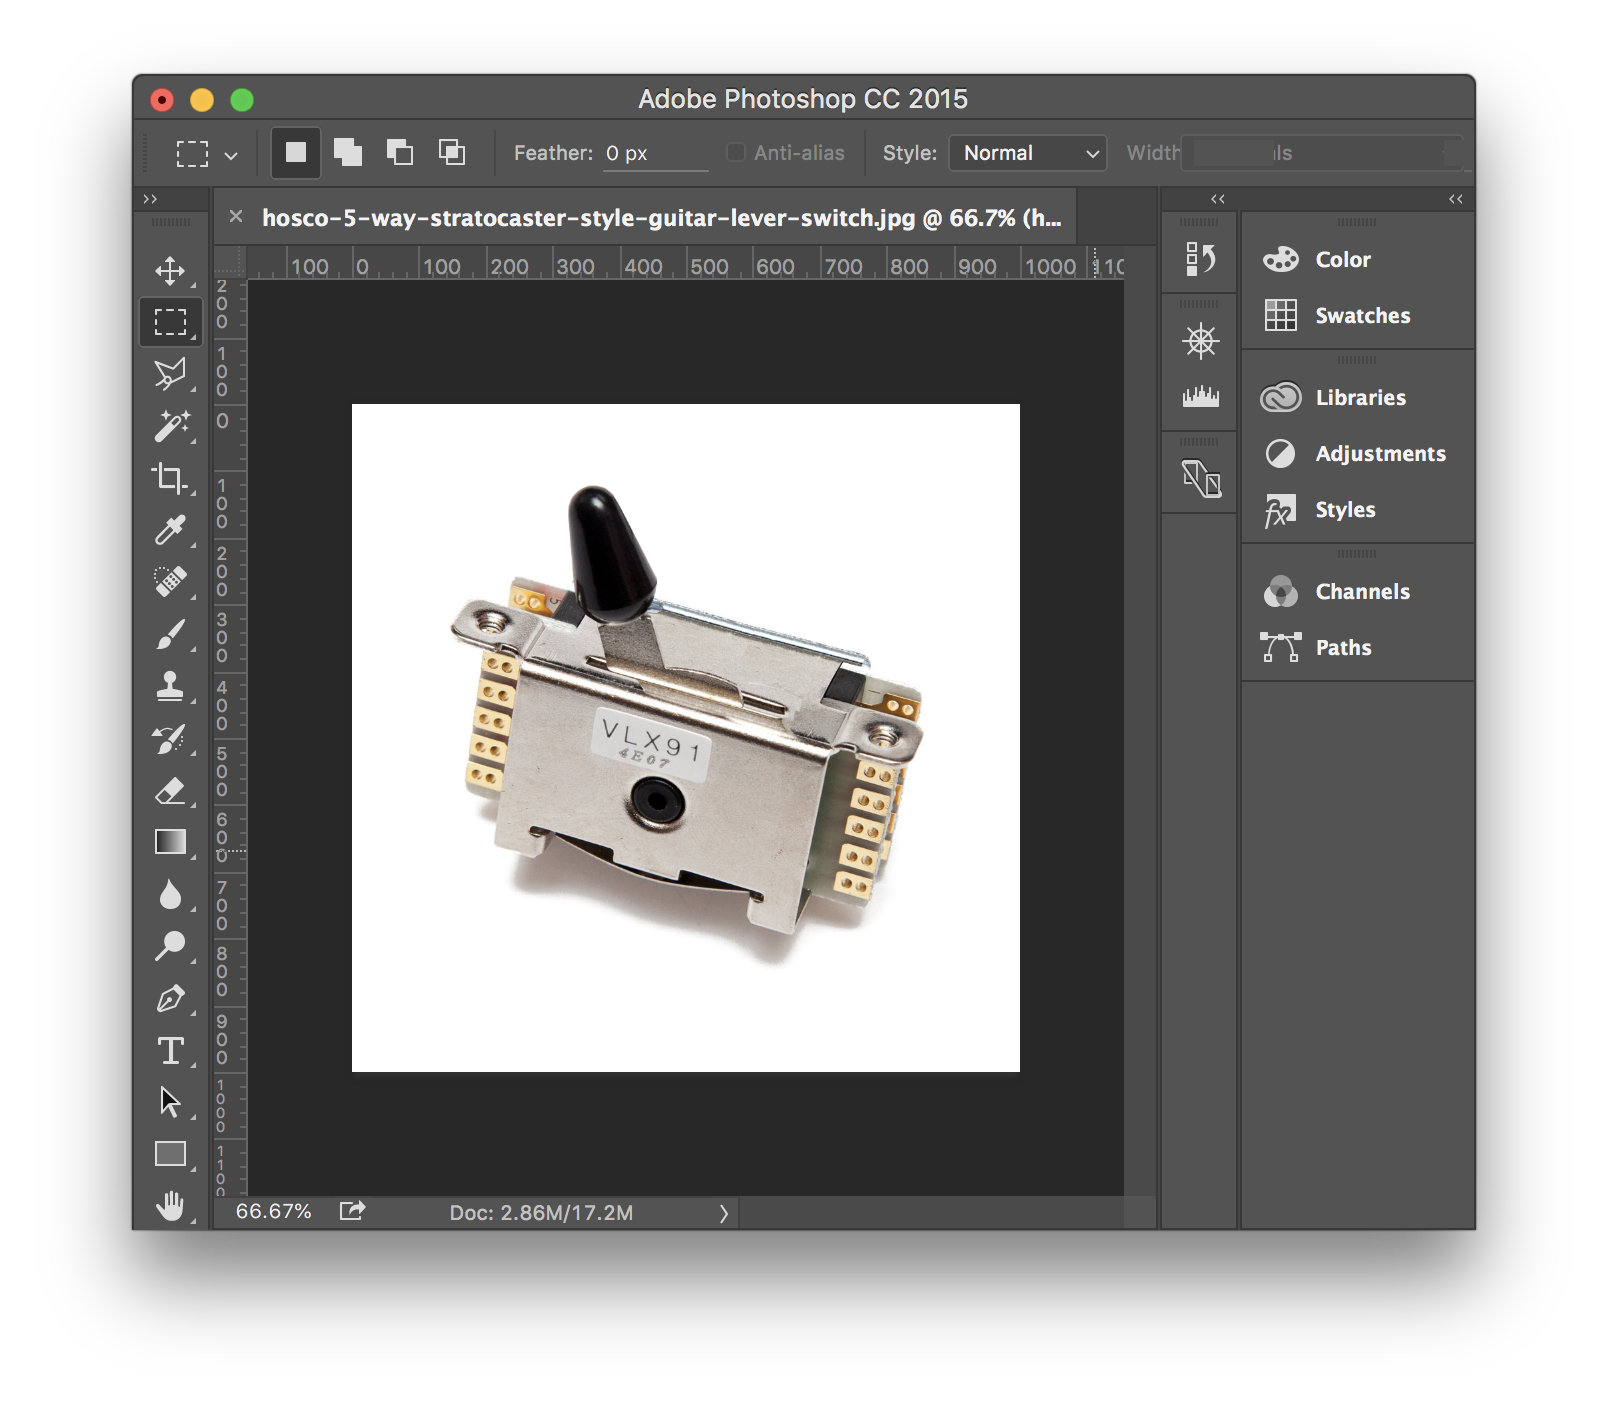 Adobe Photoshop CC 2015
Feather: 0 px Anti-alias Style: Normal Width
hosco-5-way-stratocaster-style-guitar-lever-switch.jpg @ 66.7% (h...
100 0 100 200 300 400 500 600 700 800 900 1000 110
200
100
0
100
200
300
400
500
600
700
800
900
1000
1100
VLX91
4E07
T
Color
Swatches
Libraries
Adjustments
fx Styles
Channels
Paths
66.67% Doc: 2.86M/17.2M